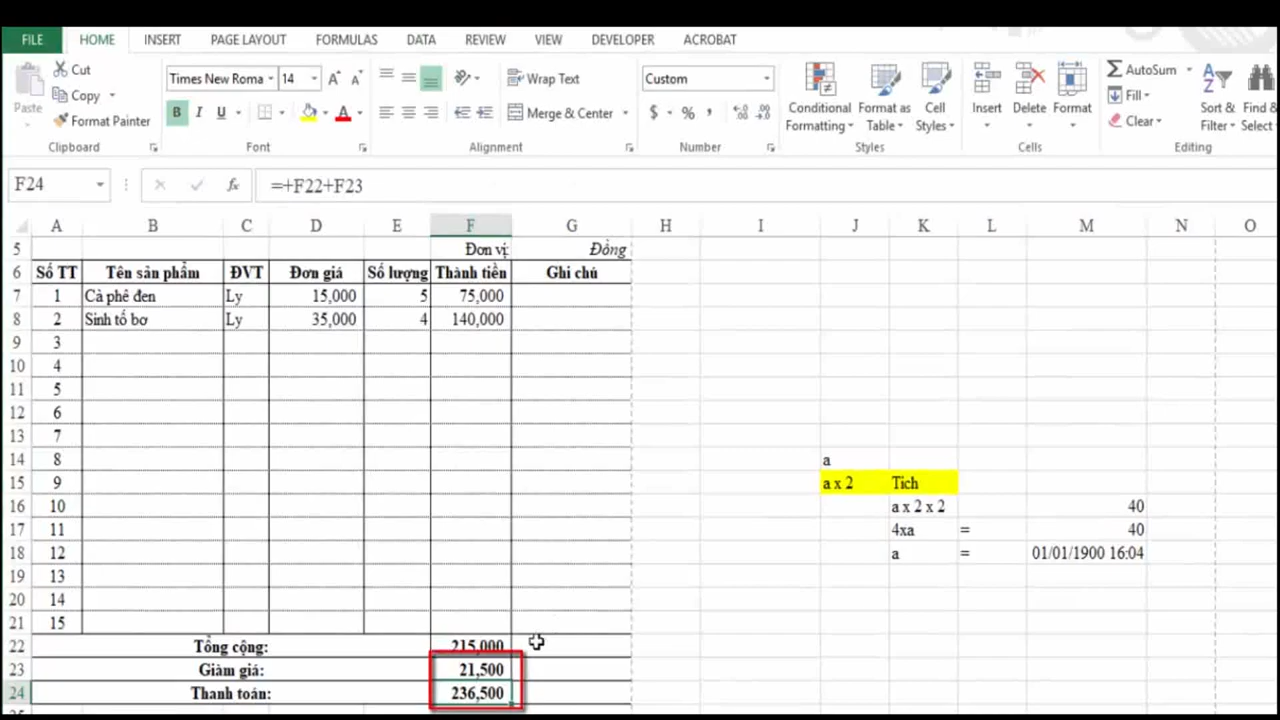 FILE HOME INSERT PAGE LAYOUT FORMULAS DATA REVIEW VIEW DEVELOPER ACROBAT
Paste Cut Copy Format Painter
Clipboard
Times New Roma 14
B I U
Font
Wrap Text
Merge & Center
Alignment
Custom
$ % ,
Number
Conditional Formatting Format as Table Cell Styles
Styles
Insert Delete Format
Cells
AutoSum Fill Clear
Sort & Filter Find & Select
Editing
F24 fx =+F22+F23
A B C D E F G H I J K L M N O
5 Đơn vị: Đồng
6 Số TT Tên sản phẩm ĐVT Đơn giá Số lượng Thành tiền Ghi chú
7 1 Cà phê đen Ly 15,000 5 75,000
8 2 Sinh tố bơ Ly 35,000 4 140,000
9 3
10 4
11 5
12 6
13 7
14 8 a
15 9 a x 2 Tích
16 10 a x 2 x 2 40
17 11 4xa = 40
18 12 a = 01/01/1900 16:04
19 13
20 14
21 15
22 Tổng cộng: 215,000
23 Giảm giá: 21,500
24 Thanh toán: 236,500